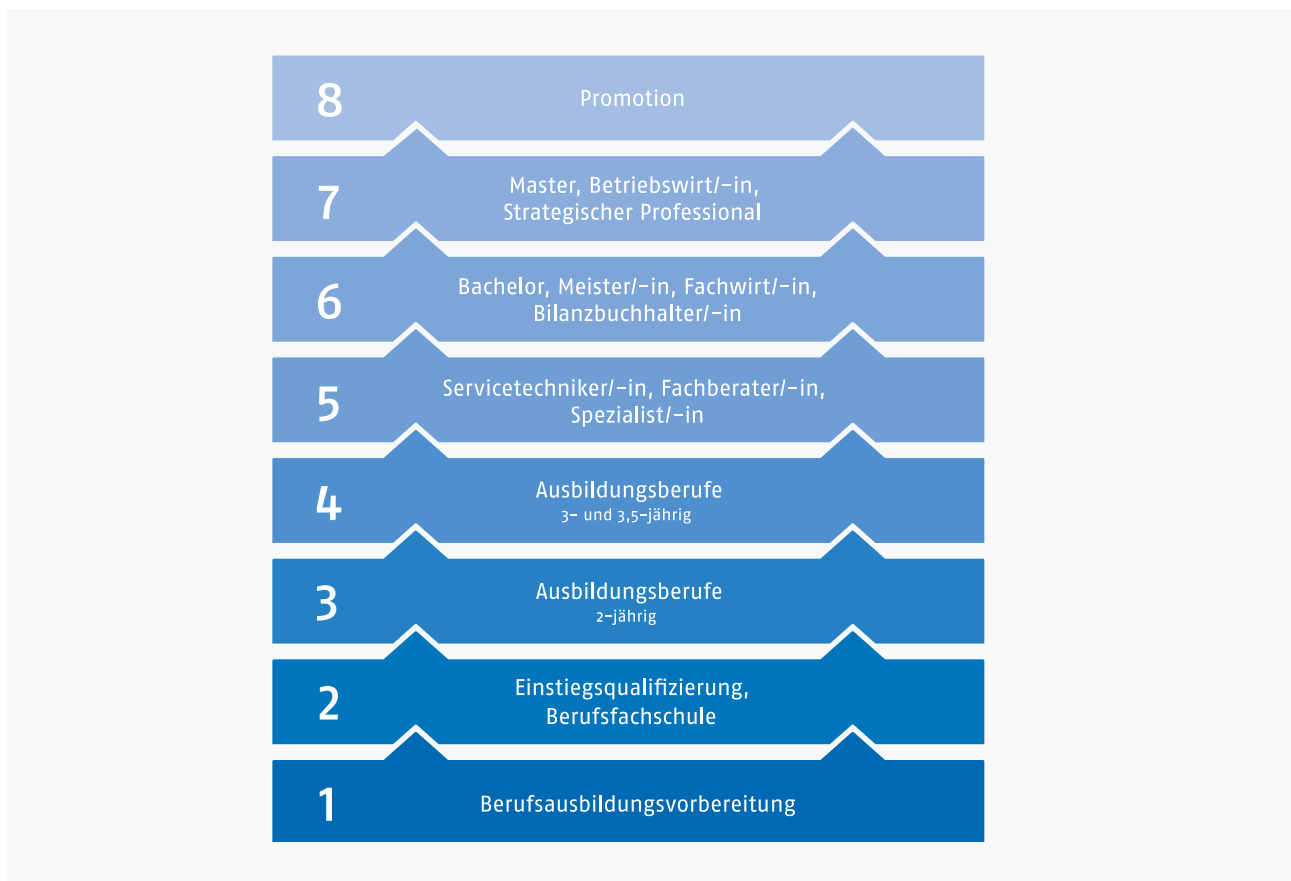 8
Promotion
7
Master, Betriebswirt/-in,
Strategischer Professional
6
Bachelor, Meister/-in, Fachwirt/-in,
Bilanzbuchhalter/-in
5
Servicetechniker/-in, Fachberater/-in,
Spezialist/-in
4
Ausbildungsberufe
3- und 3,5-jährig
3
Ausbildungsberufe
2-jährig
2
Einstiegsqualifizierung,
Berufsfachschule
1
Berufsausbildungsvorbereitung